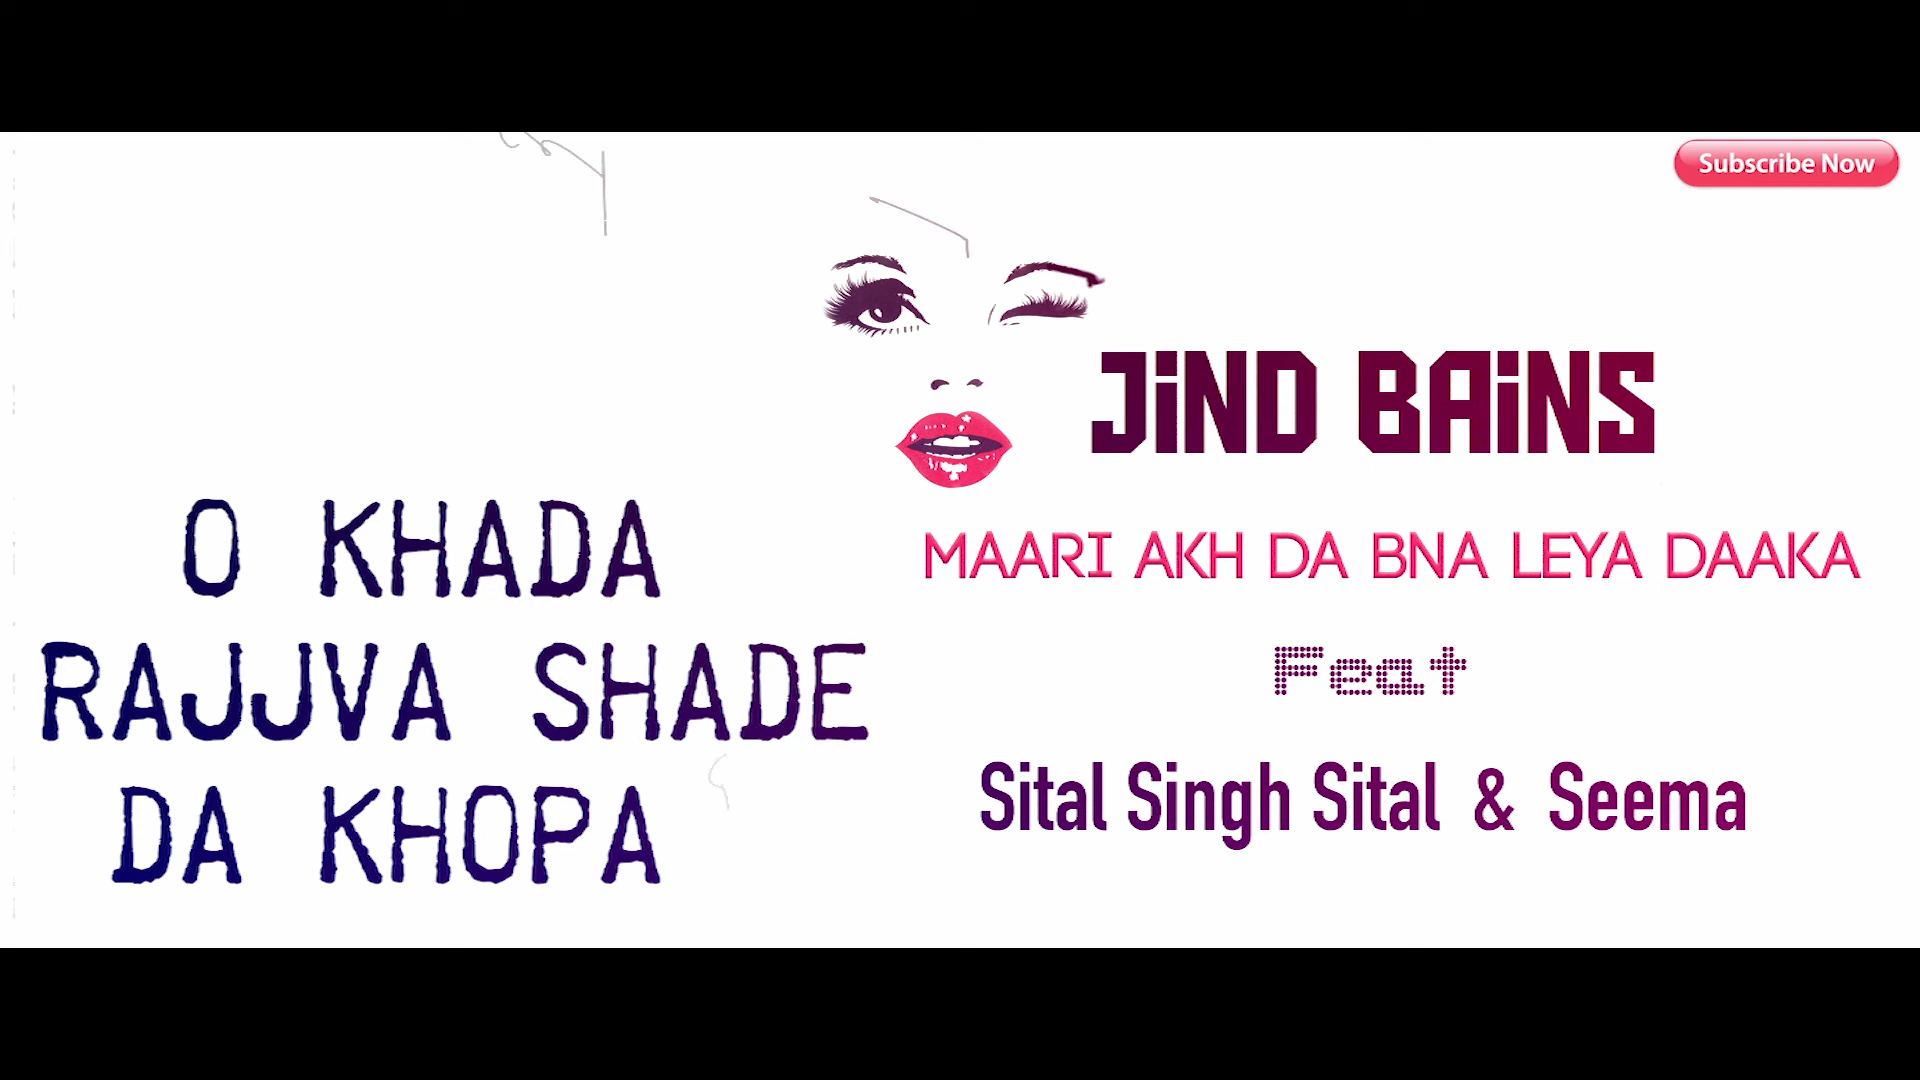 Subscribe Now
JiND BAiNS
MAARI AKH DA BNA LEYA DAAKA
Feat
Sital Singh Sital & Seema
O KHADA
RAJJVA SHADE
DA KHOPA